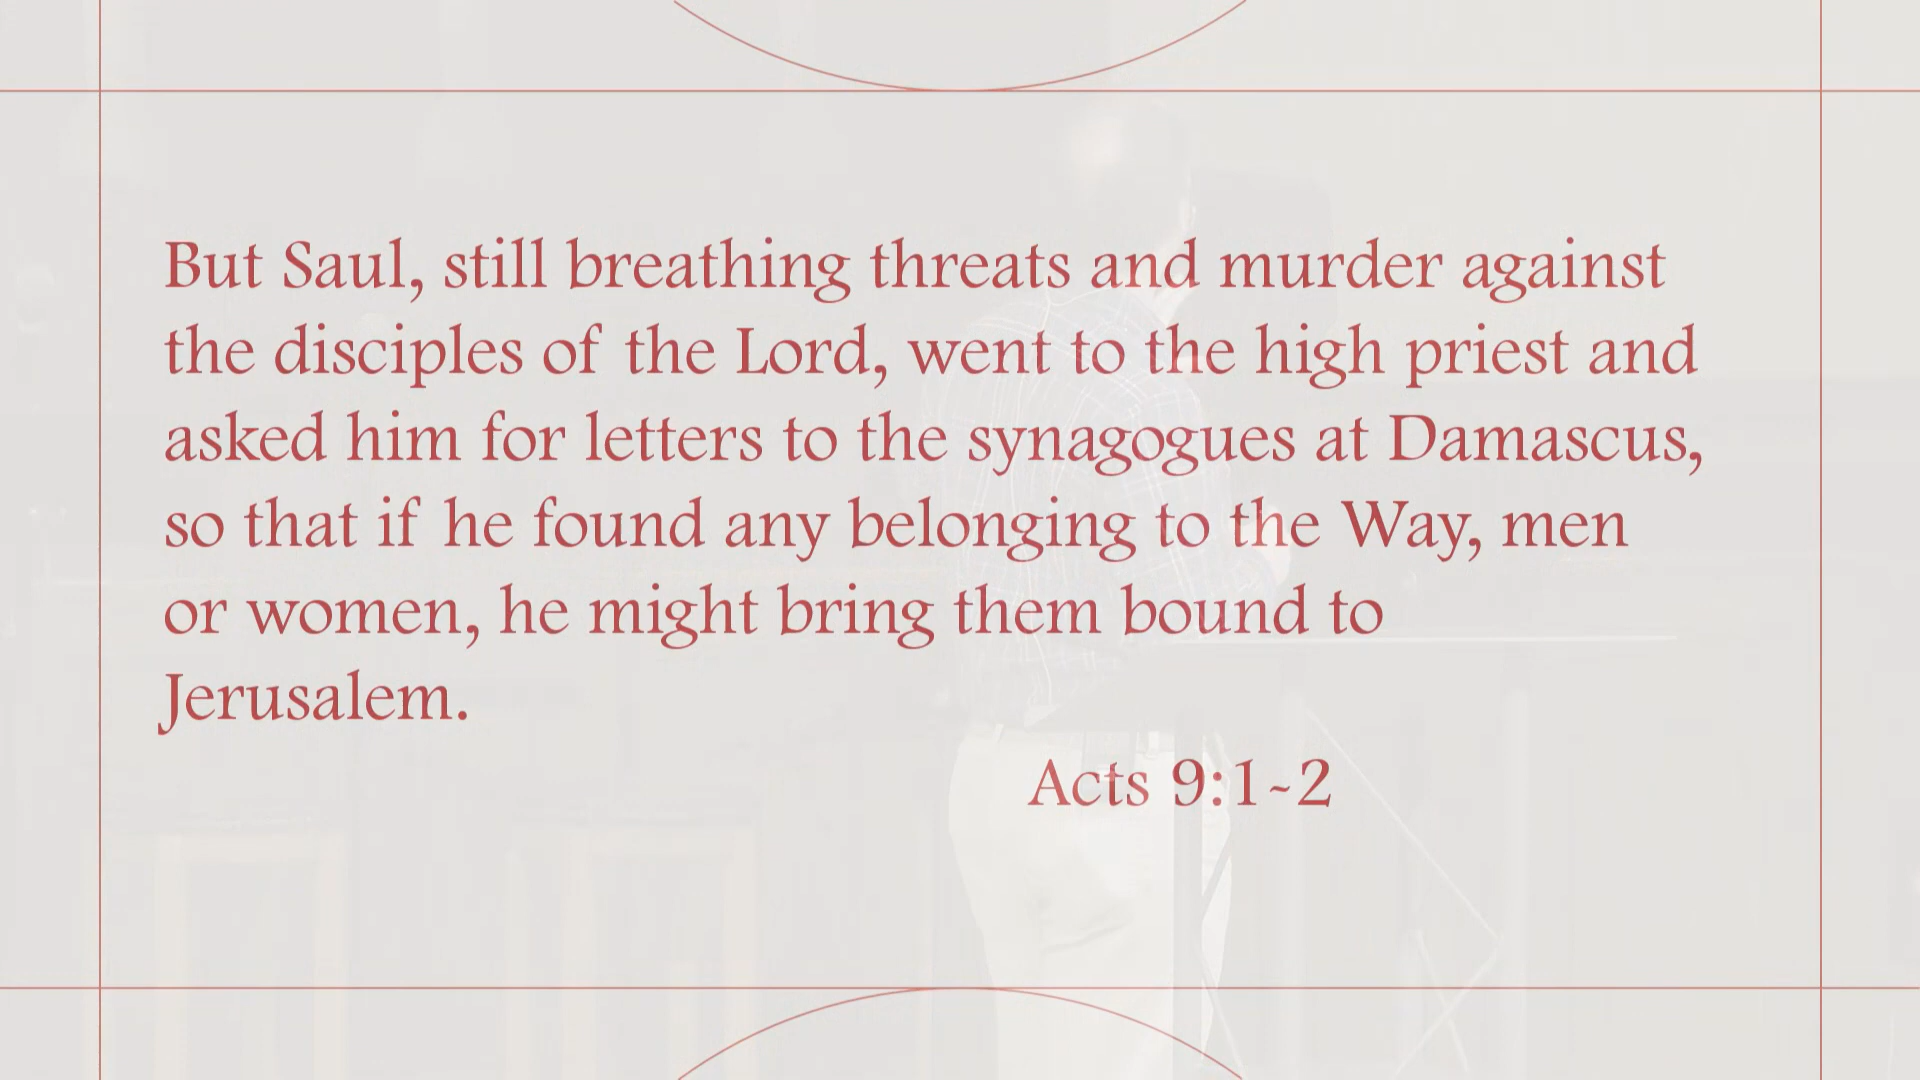 But Saul, still breathing threats and murder against
the disciples of the Lord, went to the high priest and
asked him for letters to the synagogues at Damascus,
so that if he found any belonging to the Way, men
or women, he might bring them bound to
Jerusalem.
Acts 9:1-2